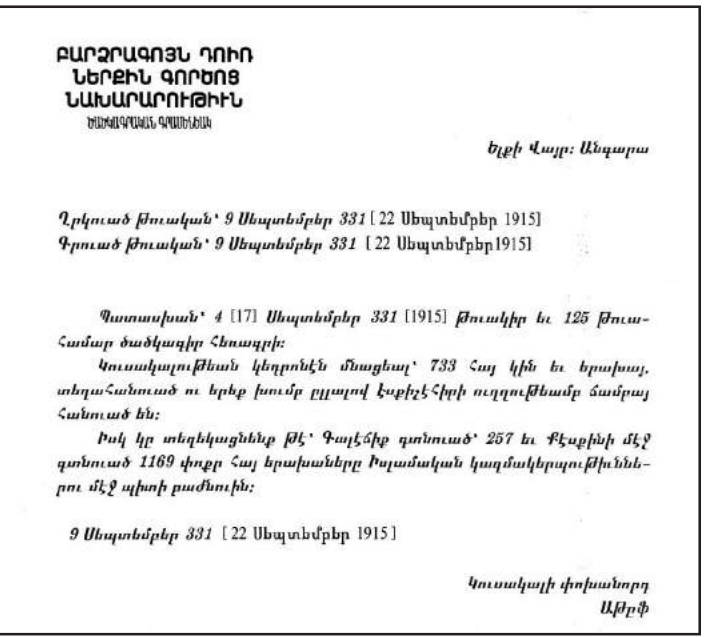 ԲԱՐՁՐԱԳՈՅՆ ԴՈՒՌ
ՆԵՐՔԻՆ ԳՈՐԾՈՑ
ՆԱԽԱՐԱՐՈՒԹԻՒՆ
ԾԱԾԿԱԳՐԱԿԱՆ ԳՐԱՍԵՆԵԱԿ
Ելքի Վայր։ Անգարա
Ղրկուած Թուական՝ 9 Սեպտեմբեր 331 [22 Սեպտեմբեր 1915]
Գրուած Թուական՝ 9 Սեպտեմբեր 331 [22 Սեպտեմբեր1915]
Պատասխան՝ 4 [17] Սեպտեմբեր 331 [1915] Թուակիր եւ 125 Թուա-
համար ծածկագիր Հեռագրի։
Կուսակալութեան կեդրոնէն մնացեալ՝ 733 Հայ կին եւ երախայ,
տեղահանուած ու երեք խումբ ըլլալով էսքիշէհիրի ուղղութեամբ ճամբայ
հանուած են։
Իսկ կը տեղեկացնենք թէ՝ Գալէճիք գտնուած՝ 257 եւ Քէսքինի մէջ
գտնուած 1169 փոքր Հայ երախաները Իսլամական կազմակերպութիւննե-
րու մէջ պիտի բաժնուին։
9 Սեպտեմբեր 331 [22 Սեպտեմբեր 1915]
Կուսակալի փոխանորդ
Աթըֆ